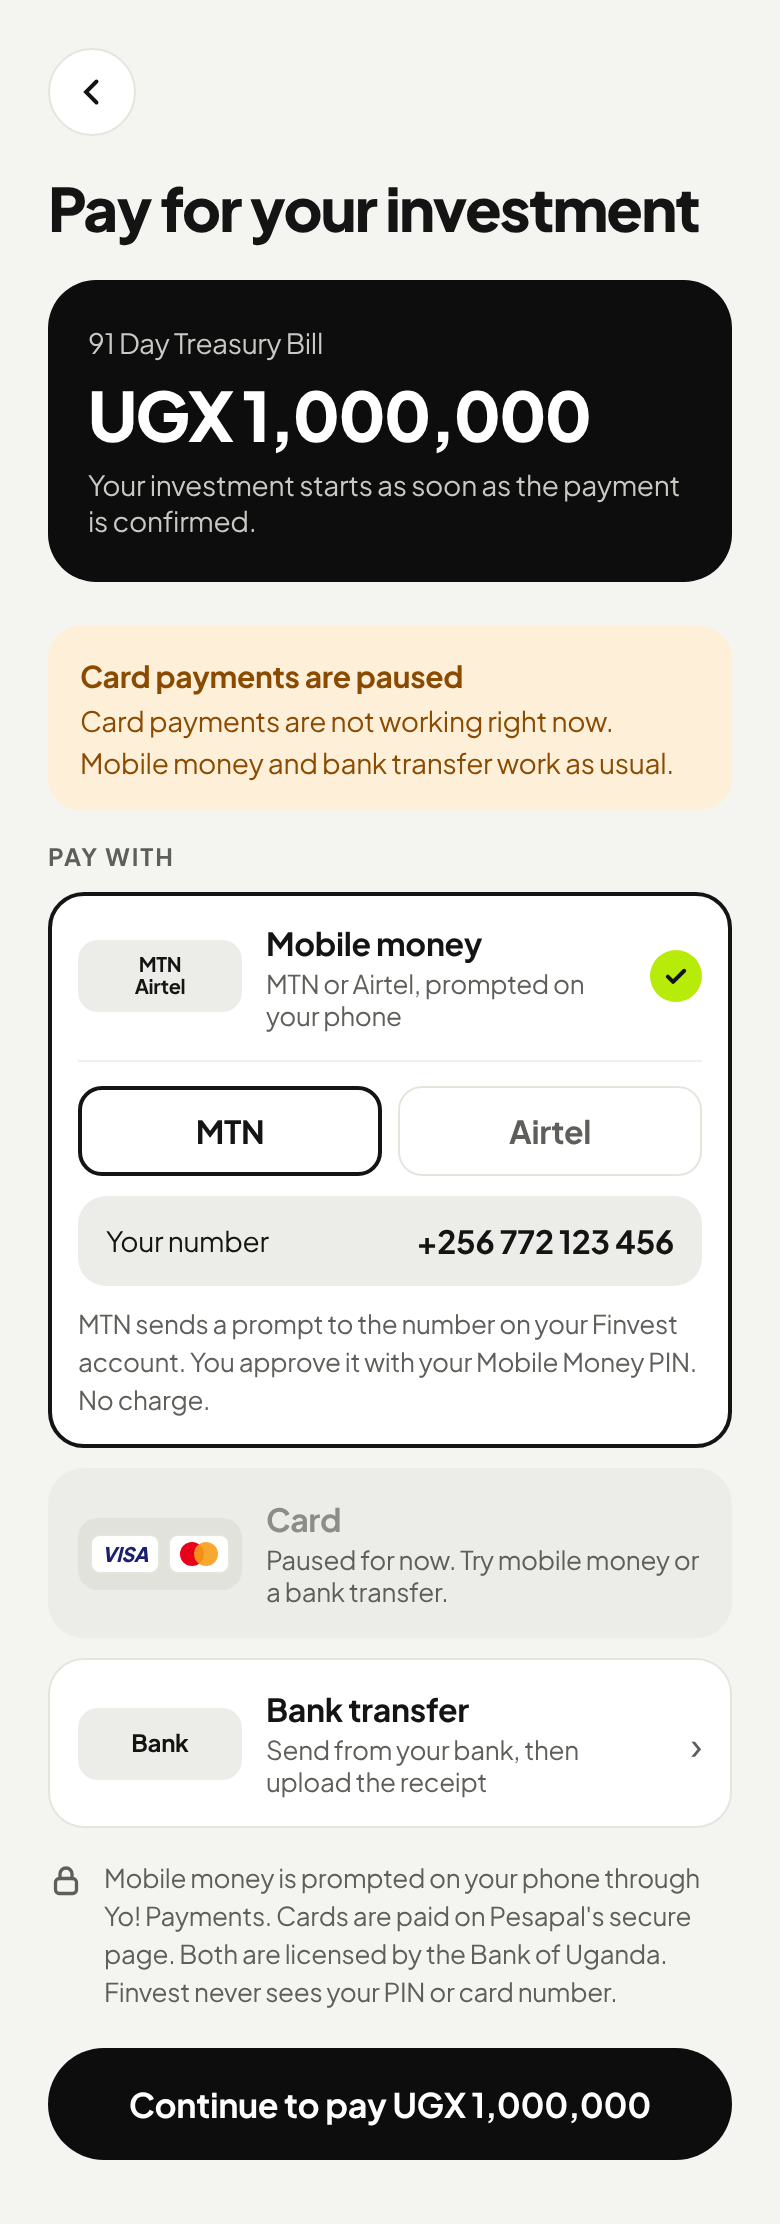 Pay for your investment
91 Day Treasury Bill
UGX 1,000,000
Your investment starts as soon as the payment
is confirmed.
Card payments are paused
Card payments are not working right now.
Mobile money and bank transfer work as usual.
PAY WITH
MTN
Airtel
Mobile money
MTN or Airtel, prompted on
your phone
MTN
Airtel
Your number
+256 772 123 456
MTN sends a prompt to the number on your Finvest
account. You approve it with your Mobile Money PIN.
No charge.
VISA
Card
Paused for now. Try mobile money or
a bank transfer.
Bank
Bank transfer
Send from your bank, then
upload the receipt
Mobile money is prompted on your phone through
Yo! Payments. Cards are paid on Pesapal's secure
page. Both are licensed by the Bank of Uganda.
Finvest never sees your PIN or card number.
Continue to pay UGX 1,000,000